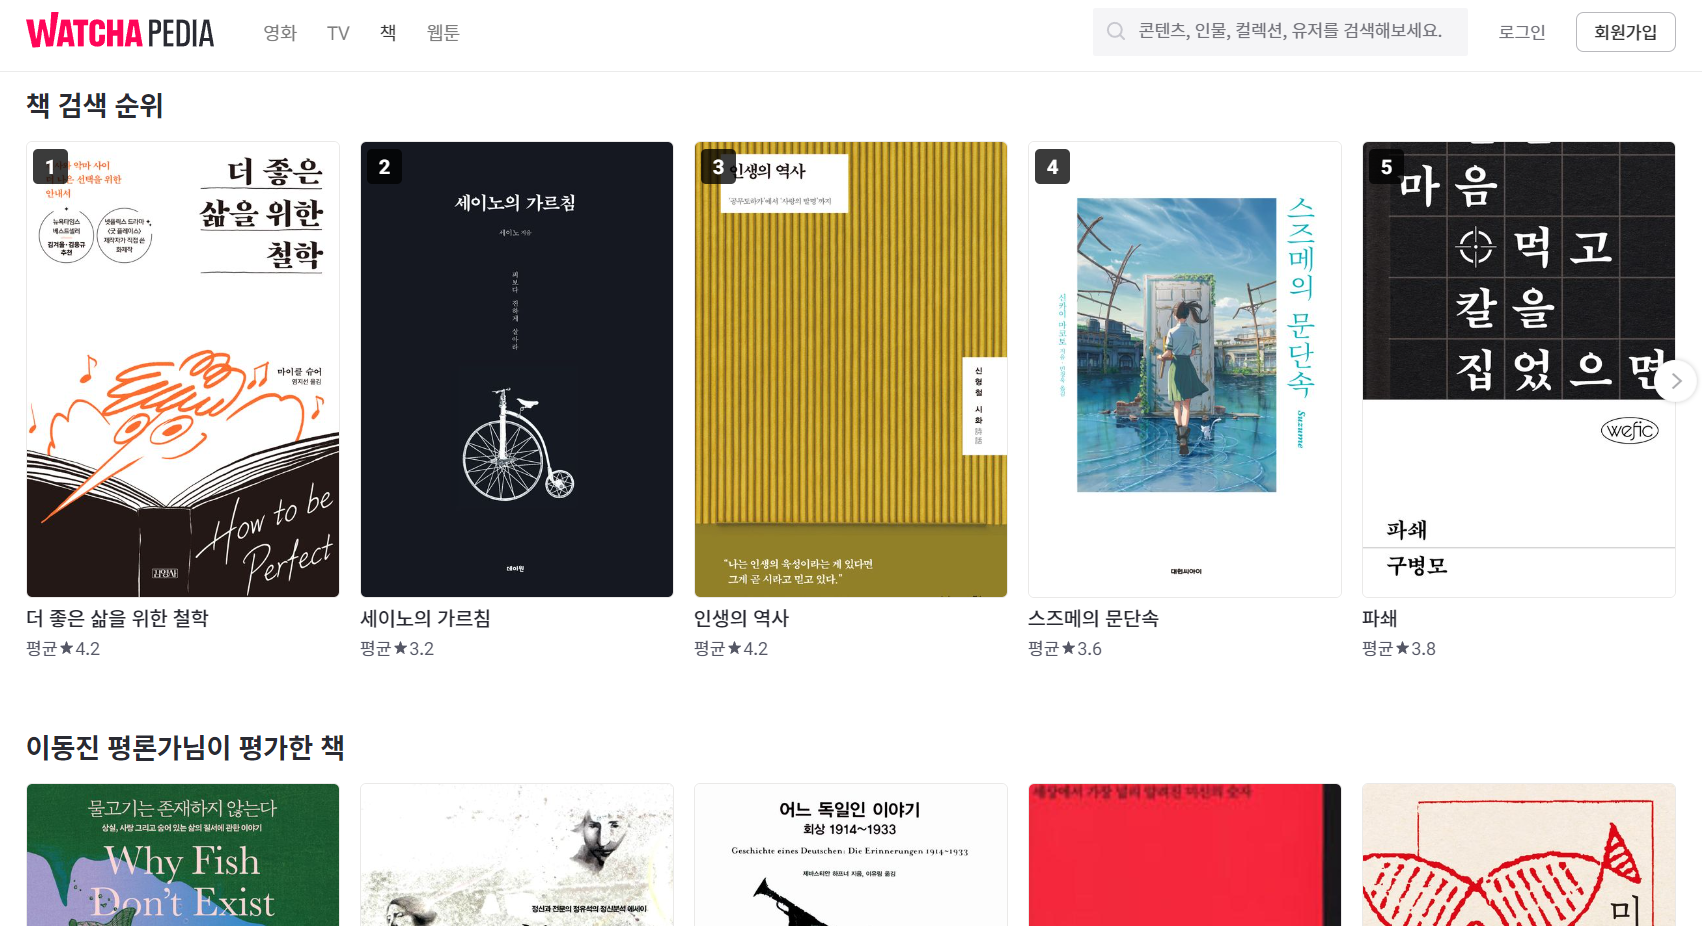 WATCHA PEDIA
영화
TV
책
웹툰
콘텐츠, 인물, 컬렉션, 유저를 검색해보세요.
로그인
회원가입
책 검색 순위
1
악마 사이
선택을 위한
안내서
뉴욕타임스
베스트셀러
김겨울·김응규
추천
넷플릭스 드라마
<굿 플레이스>
제작자가 직접 쓴
화제작
더 좋은
삶을 위한
철학
마이클 슈어
염지선 옮김
How to be
Perfect
김영사
더 좋은 삶을 위한 철학
평균★4.2
2
세이노의 가르침
세이노 지음
피보다 진하게 살아라
데이원
세이노의 가르침
평균★3.2
3
인생의 역사
'공무도하가'에서 '사랑의 발명'까지
신형철 시화
詩話
“나는 인생의 육성이라는 게 있다면
그게 곧 시라고 믿고 있다.”
인생의 역사
평균★4.2
4
스즈메의 문단속
Suzume
신카이 마코토 지음
대원씨아이
스즈메의 문단속
평균★3.6
5
마음
먹고
칼을
집었으면
wefic
파쇄
구병모
파쇄
평균★3.8
이동진 평론가님이 평가한 책
물고기는 존재하지 않는다
상실, 사랑 그리고 숨어 있는 삶의 질서에 관한 이야기
Why Fish
Don't Exist
정신과 전문의 정유석의 정신분석 에세이
어느 독일인 이야기
회상 1914~1933
Geschichte eines Deutschen: Die Erinnerungen 1914~1933
제바스티안 하프너 지음, 이유림 옮김
세상에서 가장 널리 알려진 미신의 숫자
미